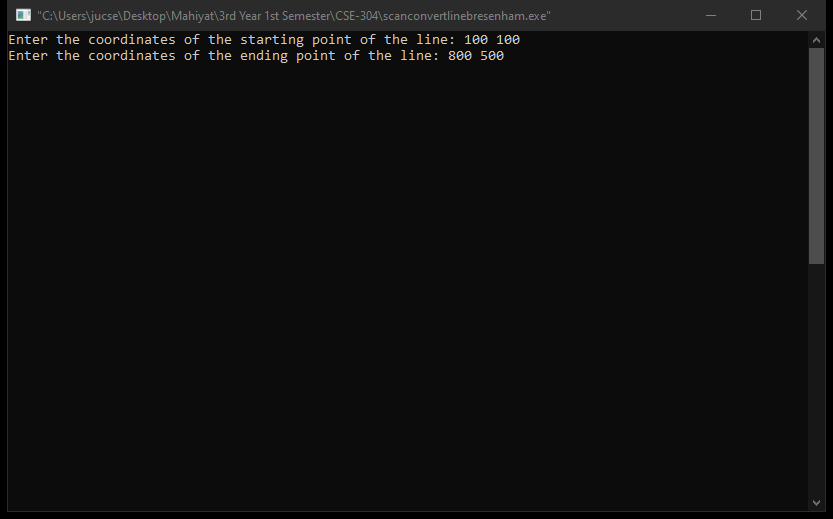 "C:\Users\jucse\Desktop\Mahiyat\3rd Year 1st Semester\CSE-304\scanconvertlinebresenham.exe"
Enter the coordinates of the starting point of the line: 100 100
Enter the coordinates of the ending point of the line: 800 500